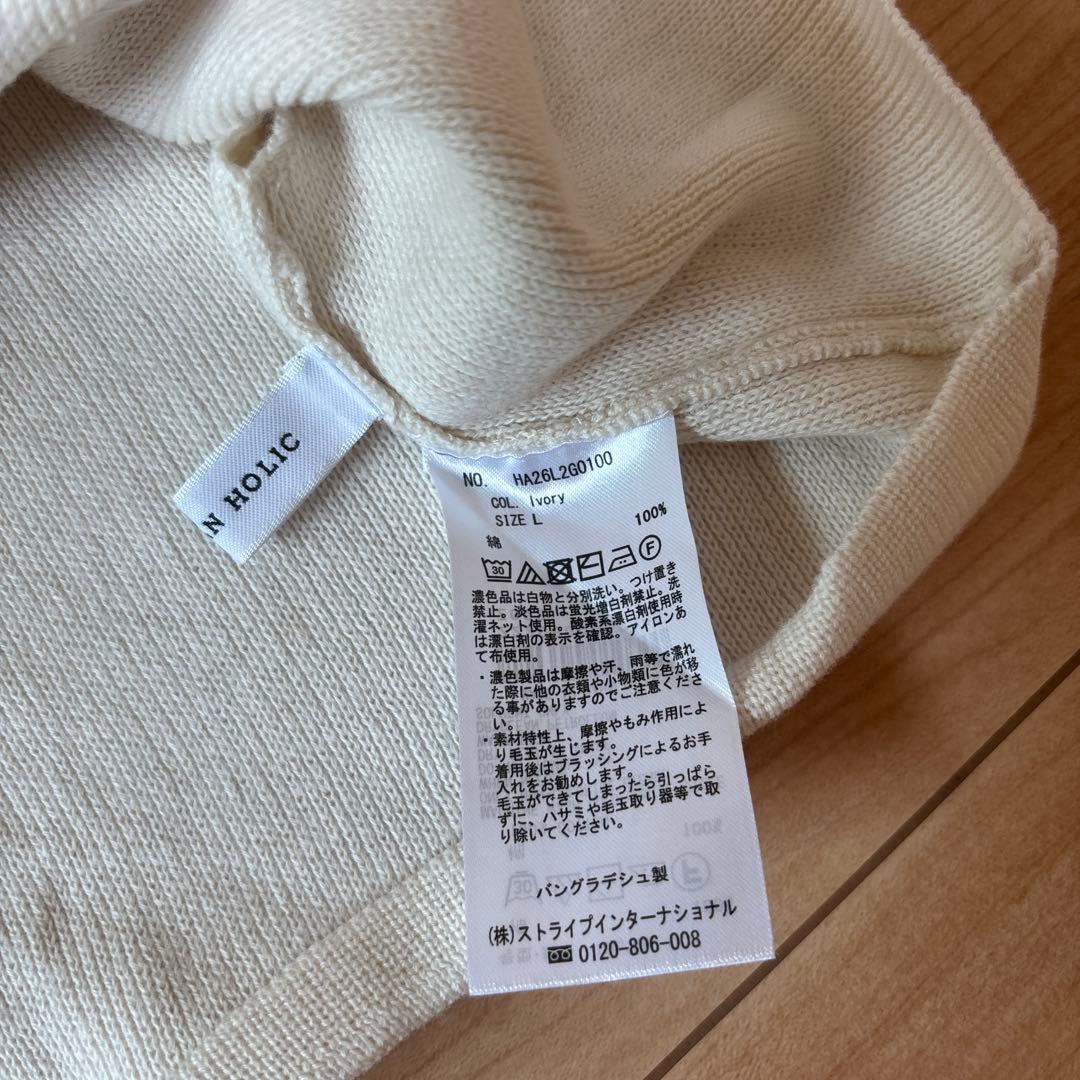 AN HOLIC
NO. HA26L2G0100
COL. Ivory
SIZE L
綿 100%
30
F
濃色品は白物と分別洗い。つけ置き
禁止。淡色品は蛍光増白剤禁止。洗
濯ネット使用。酸素系漂白剤使用時
は漂白剤の表示を確認。アイロンあ
て布使用。
・濃色製品は摩擦や汗、雨等で濡れ
た際に他の衣類や小物類に色が移
る事がありますのでご注意くださ
い。
・素材特性上、摩擦やもみ作用によ
り毛玉が生じます。
着用後はブラッシングによるお手
入れをお勧めします。
毛玉ができてしまったら引っぱら
ずに、ハサミや毛玉取り器等で取
り除いてください。
バングラデシュ製
(株)ストライプインターナショナル
0120-806-008